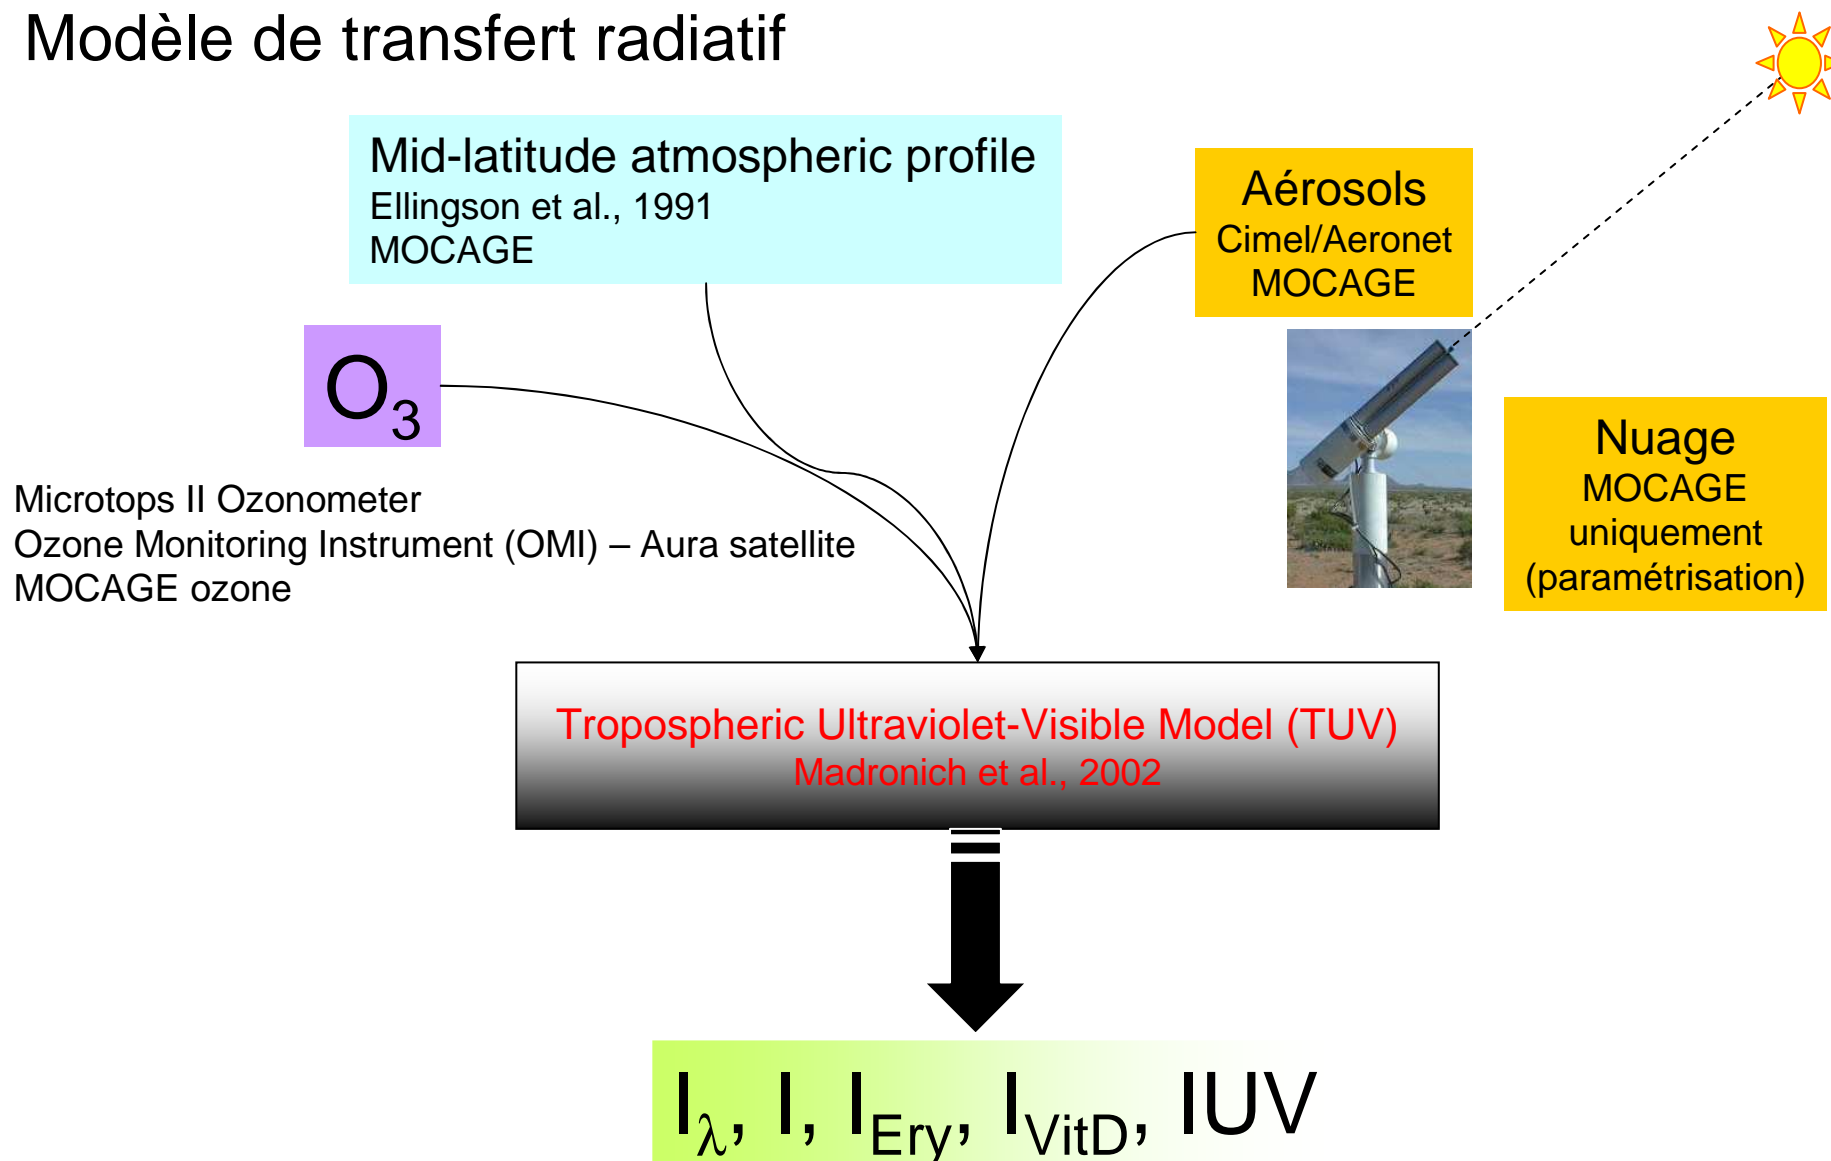 Modèle de transfert radiatif
Mid-latitude atmospheric profile
Ellingson et al., 1991
MOCAGE
Aérosols
Cimel/Aeronet
MOCAGE
O3
Microtops II Ozonometer
Ozone Monitoring Instrument (OMI) – Aura satellite
MOCAGE ozone
Nuage
MOCAGE
uniquement
(paramétrisation)
Tropospheric Ultraviolet-Visible Model (TUV)
Madronich et al., 2002
Iλ, I, IEry, IVitD, IUV